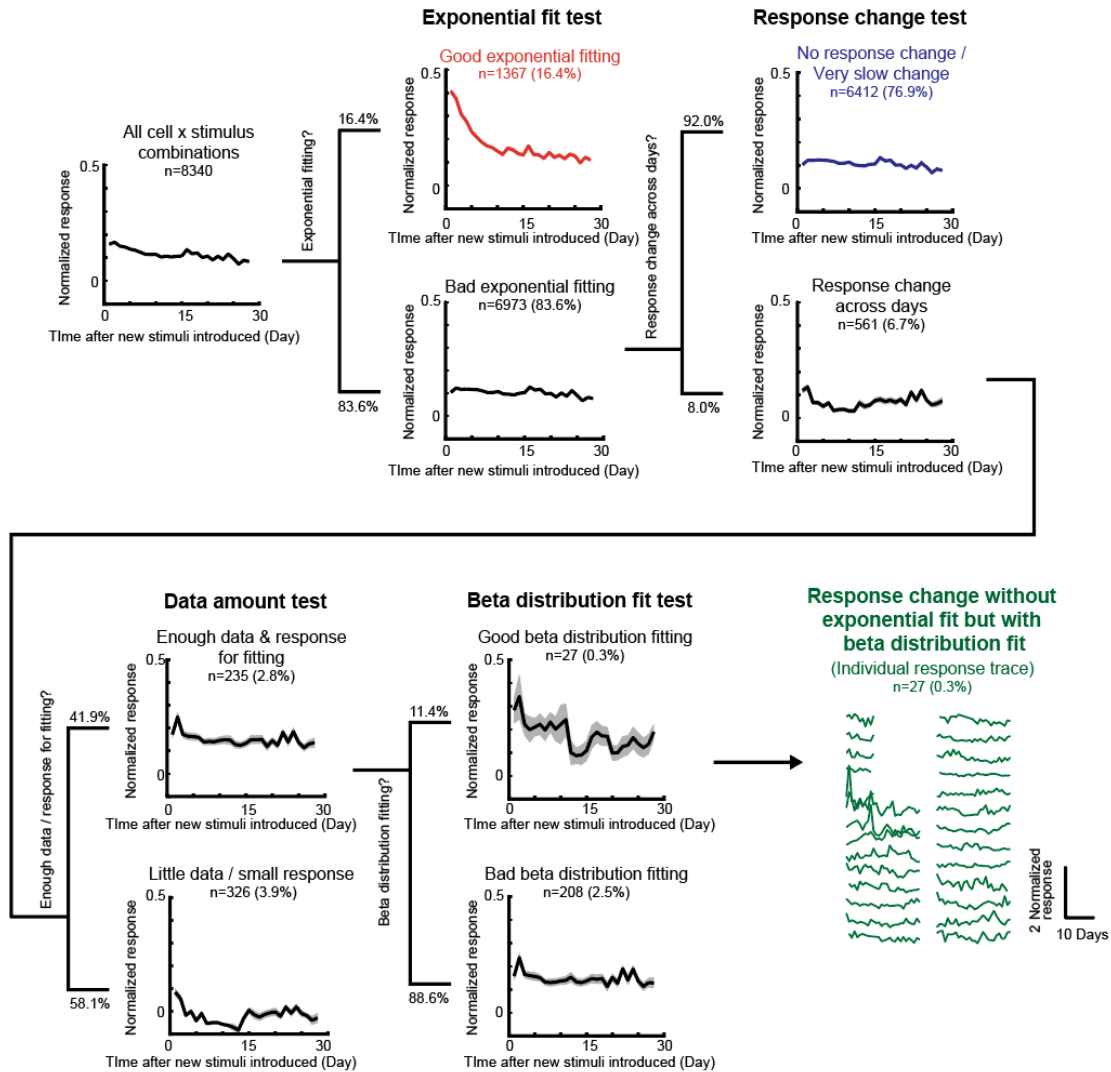 Exponential fit test
Response change test
Good exponential fitting
n=1367 (16.4%)
No response change /
Very slow change
n=6412 (76.9%)
All cell x stimulus
combinations
n=8340
0.5
0
Normalized response
0 15 30
TIme after new stimuli introduced (Day)
Exponential fitting?
16.4%
83.6%
0.5
0
Normalized response
0 15 30
TIme after new stimuli introduced (Day)
Bad exponential fitting
n=6973 (83.6%)
0.5
0
Normalized response
0 15 30
TIme after new stimuli introduced (Day)
Response change across days?
92.0%
8.0%
0.5
0
Normalized response
0 15 30
TIme after new stimuli introduced (Day)
Response change
across days
n=561 (6.7%)
0.5
0
Normalized response
0 15 30
TIme after new stimuli introduced (Day)
Data amount test
Beta distribution fit test
Response change without
exponential fit but with
beta distribution fit
(Individual response trace)
n=27 (0.3%)
Enough data / response for fitting?
41.9%
58.1%
Enough data & response
for fitting
n=235 (2.8%)
0.5
0
Normalized response
0 15 30
TIme after new stimuli introduced (Day)
Little data / small response
n=326 (3.9%)
0.5
0
Normalized response
0 15 30
TIme after new stimuli introduced (Day)
Beta distribution fitting?
11.4%
88.6%
Good beta distribution fitting
n=27 (0.3%)
0.5
0
Normalized response
0 15 30
TIme after new stimuli introduced (Day)
Bad beta distribution fitting
n=208 (2.5%)
0.5
0
Normalized response
0 15 30
TIme after new stimuli introduced (Day)
2 Normalized
response
10 Days